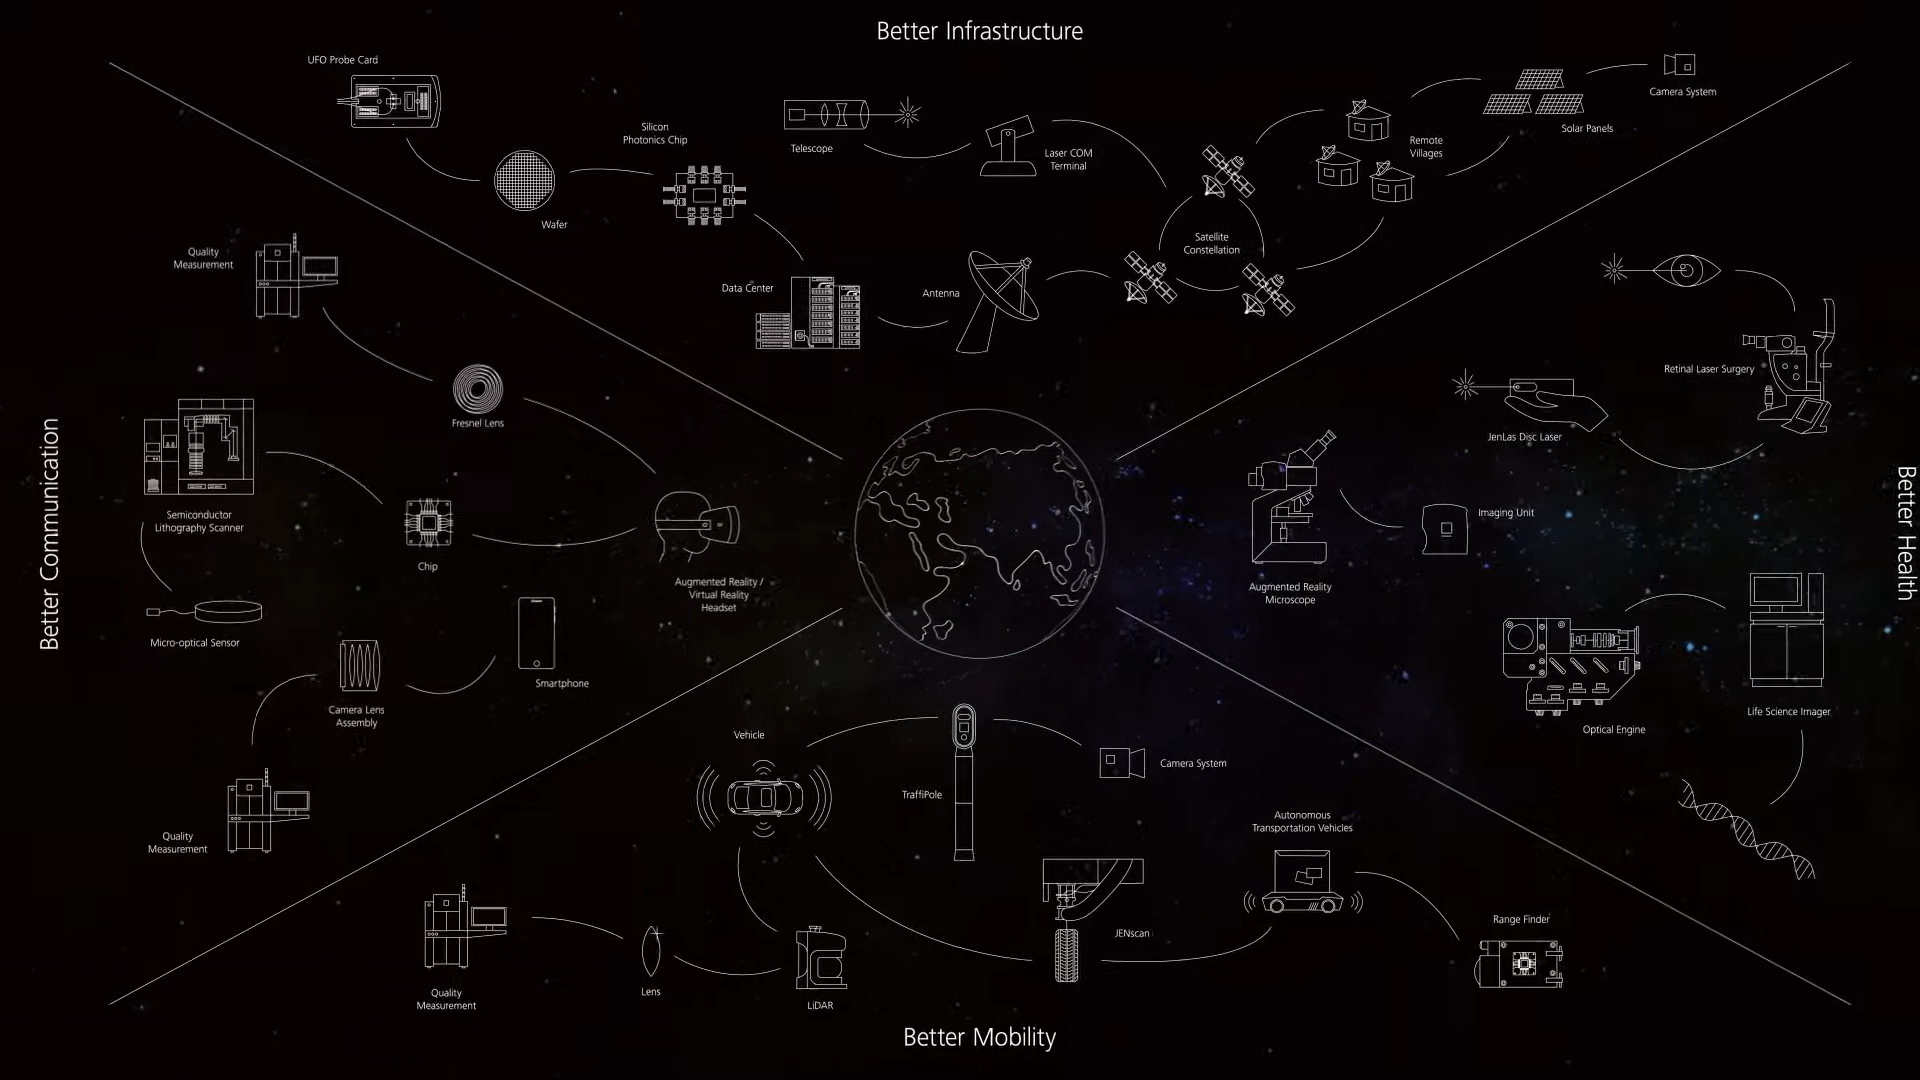 Better Infrastructure
UFO Probe Card
Silicon
Photonics Chip
Wafer
Telescope
Laser COM
Terminal
Remote
Villages
Solar Panels
Camera System
Satellite
Constellation
Data Center
Antenna
Better Communication
Quality
Measurement
Fresnel Lens
Semiconductor
Lithography Scanner
Chip
Augmented Reality /
Virtual Reality
Headset
Micro-optical Sensor
Smartphone
Camera Lens
Assembly
Quality
Measurement
Better Health
Retinal Laser Surgery
JenLas Disc Laser
Imaging Unit
Augmented Reality
Microscope
Optical Engine
Life Science Imager
Vehicle
TraffiPole
Camera System
Autonomous
Transportation Vehicles
JENscan
Range Finder
Quality
Measurement
Lens
LiDAR
Better Mobility